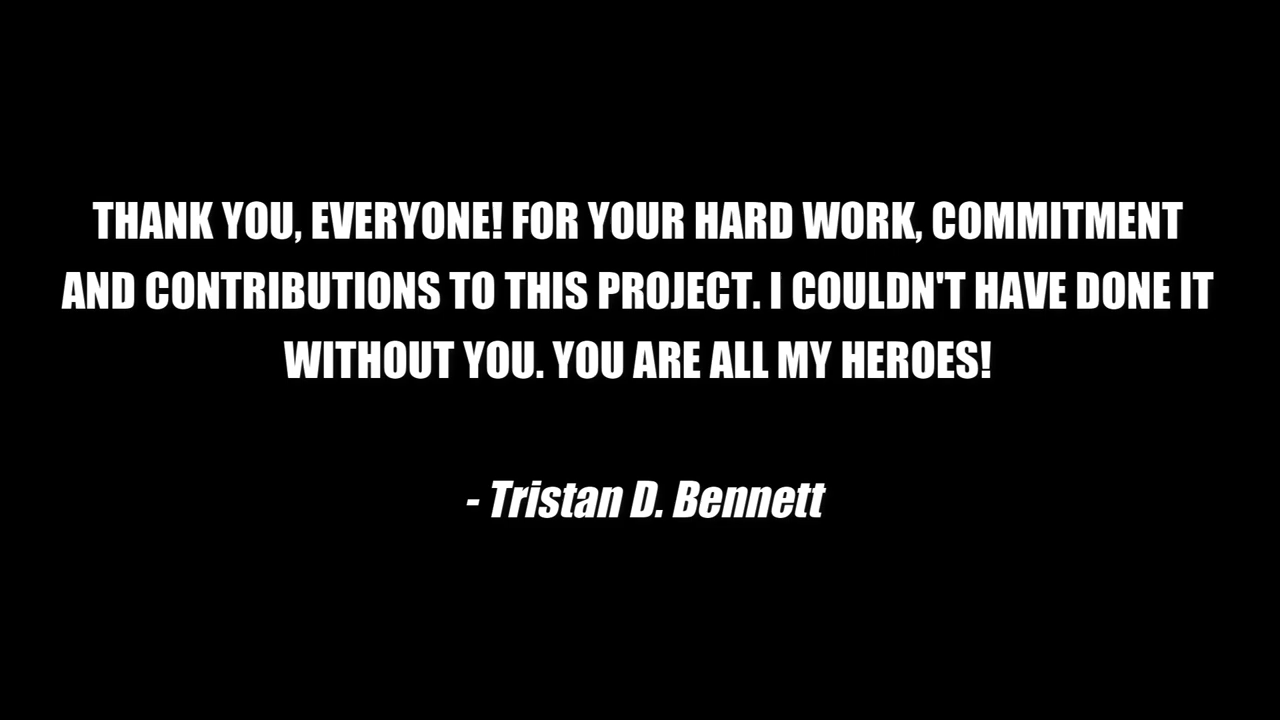 THANK YOU, EVERYONE! FOR YOUR HARD WORK, COMMITMENT
AND CONTRIBUTIONS TO THIS PROJECT. I COULDN'T HAVE DONE IT
WITHOUT YOU. YOU ARE ALL MY HEROES!
- Tristan D. Bennett